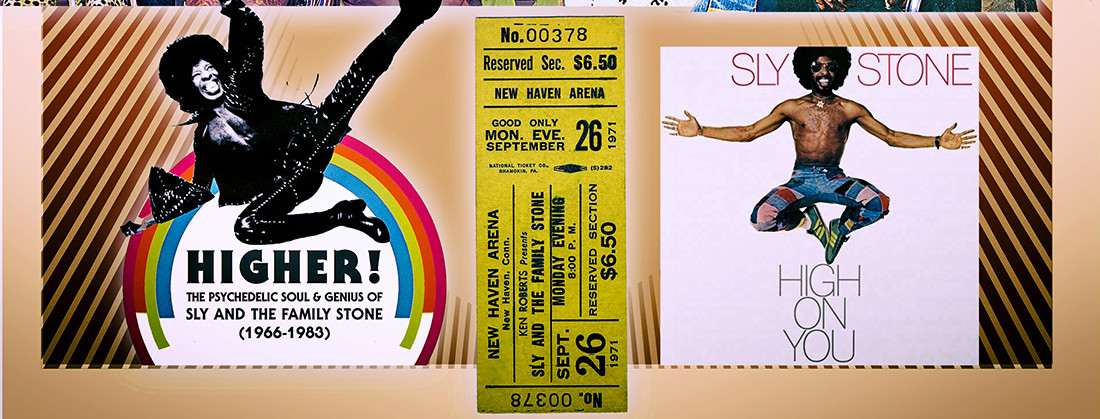 HIGHER!
THE PSYCHEDELIC SOUL & GENIUS OF
SLY AND THE FAMILY STONE
(1966-1983)
No. 00378
Reserved Sec. $6.50
NEW HAVEN ARENA
GOOD ONLY
MON. EVE.
SEPTEMBER 26 1971
NATIONAL TICKET CO.
SHAMOKIN, PA.
(5)282
NEW HAVEN ARENA
New Haven, Conn.
KEN ROBERTS Presents
SLY AND THE FAMILY STONE
MONDAY EVENING
8:00 P. M.
RESERVED SECTION
$6.50
SEPT. 26 1971
No. 00378
SLY STONE
HIGH
ON
YOU